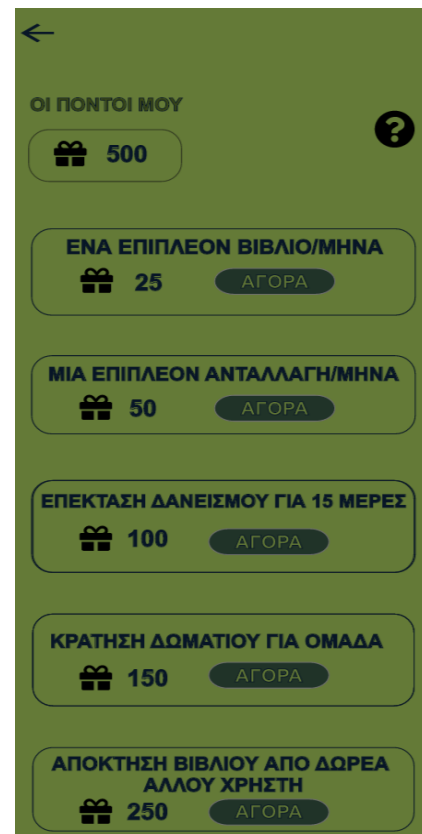 ΟΙ ΠΟΝΤΟΙ ΜΟΥ
500
ΕΝΑ ΕΠΙΠΛΕΟΝ ΒΙΒΛΙΟ/ΜΗΝΑ
25 ΑΓΟΡΑ
ΜΙΑ ΕΠΙΠΛΕΟΝ ΑΝΤΑΛΛΑΓΗ/ΜΗΝΑ
50 ΑΓΟΡΑ
ΕΠΕΚΤΑΣΗ ΔΑΝΕΙΣΜΟΥ ΓΙΑ 15 ΜΕΡΕΣ
100 ΑΓΟΡΑ
ΚΡΑΤΗΣΗ ΔΩΜΑΤΙΟΥ ΓΙΑ ΟΜΑΔΑ
150 ΑΓΟΡΑ
ΑΠΟΚΤΗΣΗ ΒΙΒΛΙΟΥ ΑΠΟ ΔΩΡΕΑ
ΑΛΛΟΥ ΧΡΗΣΤΗ
250 ΑΓΟΡΑ